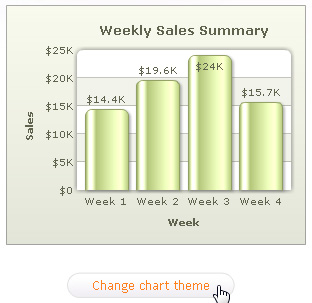 Weekly Sales Summary
$25K
$20K
$15K
$10K
$5K
$0
Sales
$14.4K
$19.6K
$24K
$15.7K
Week 1 Week 2 Week 3 Week 4
Week
Change chart theme